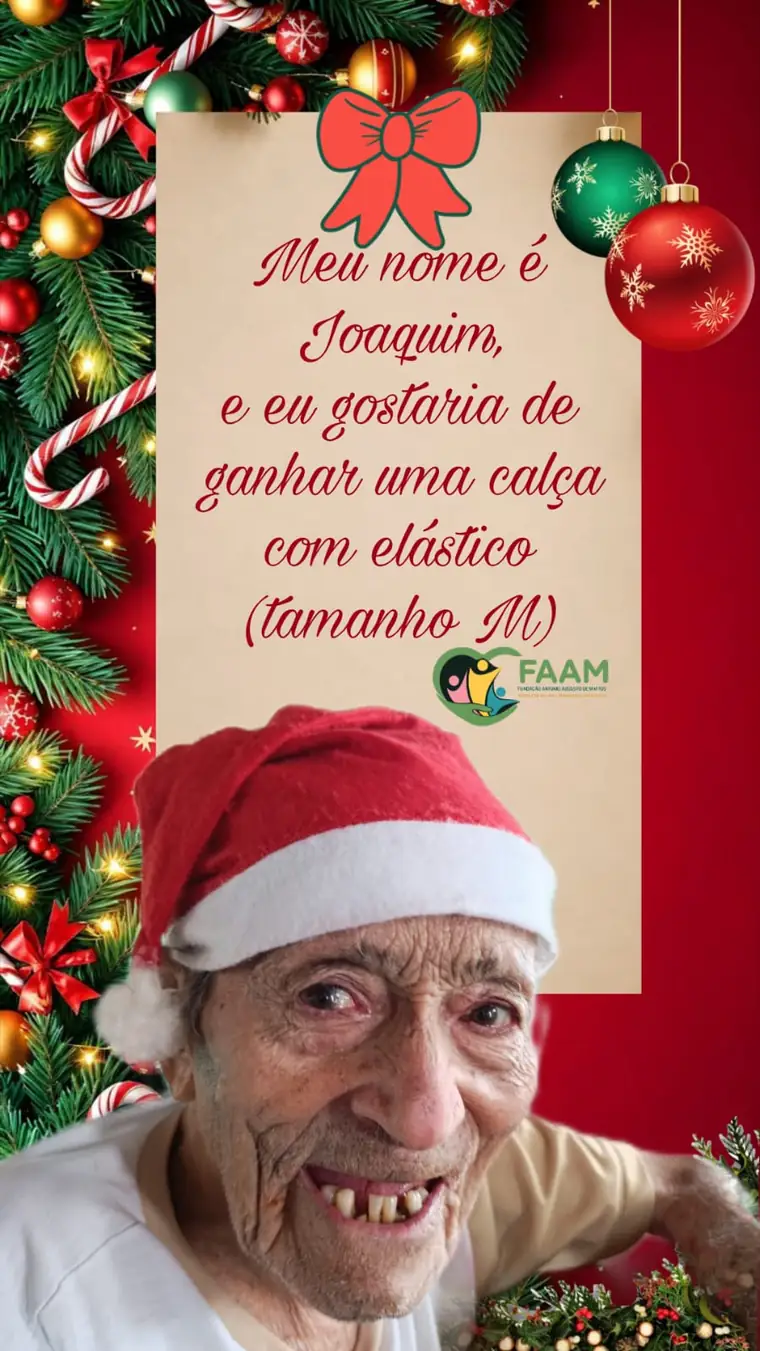 Meu nome é
Joaquim,
e eu gostaria de
ganhar uma calça
com elástico
(tamanho M)
FAAM